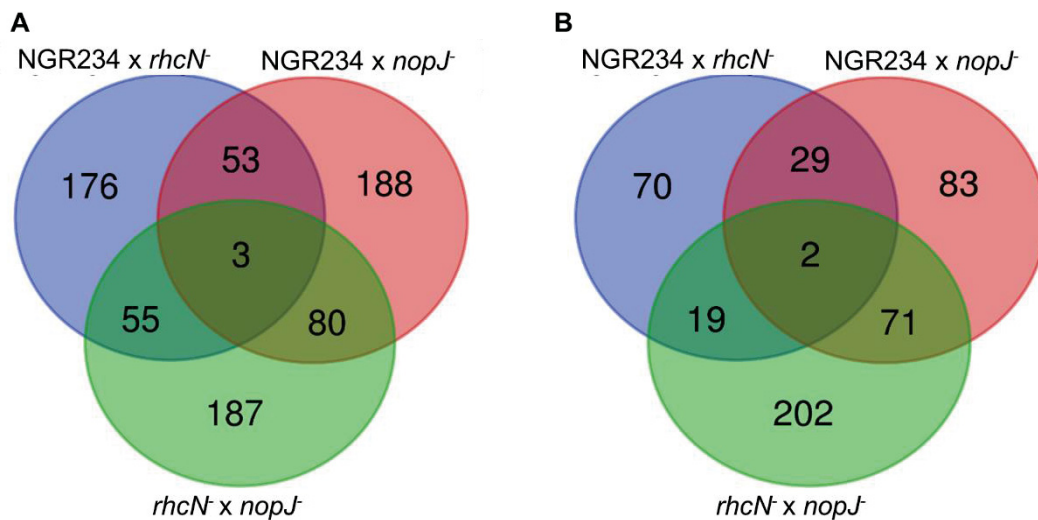 A
NGR234 x rhcN-
NGR234 x nopJ-
176
53
188
3
55
80
187
rhcN- x nopJ-
B
NGR234 x rhcN-
NGR234 x nopJ-
70
29
83
2
19
71
202
rhcN- x nopJ-